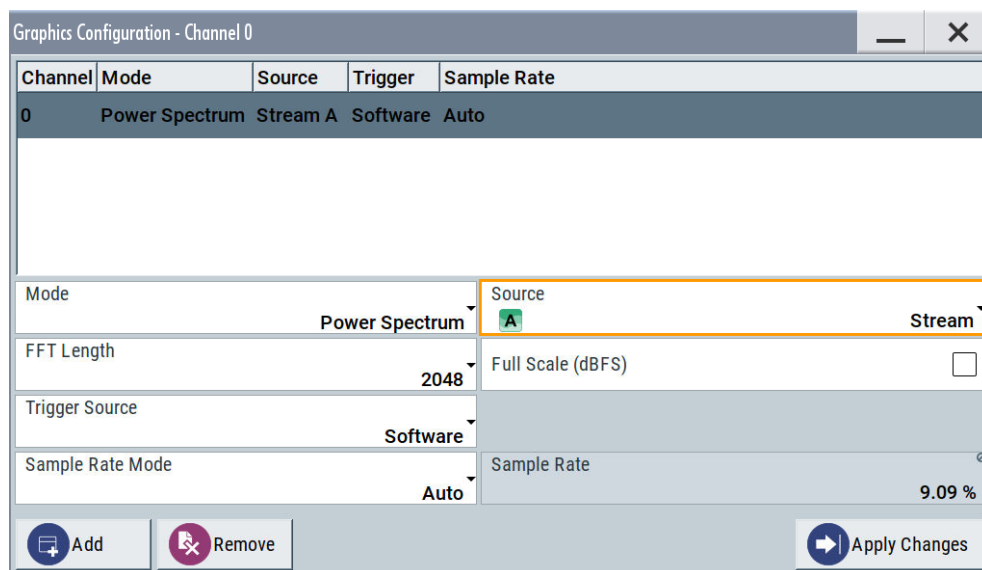 Graphics Configuration - Channel 0
Channel Mode Source Trigger Sample Rate
0 Power Spectrum Stream A Software Auto
Mode
Power Spectrum
Source
A Stream
FFT Length
2048
Full Scale (dBFS)
Trigger Source
Software
Sample Rate Mode
Auto
Sample Rate
9.09 %
Add Remove Apply Changes